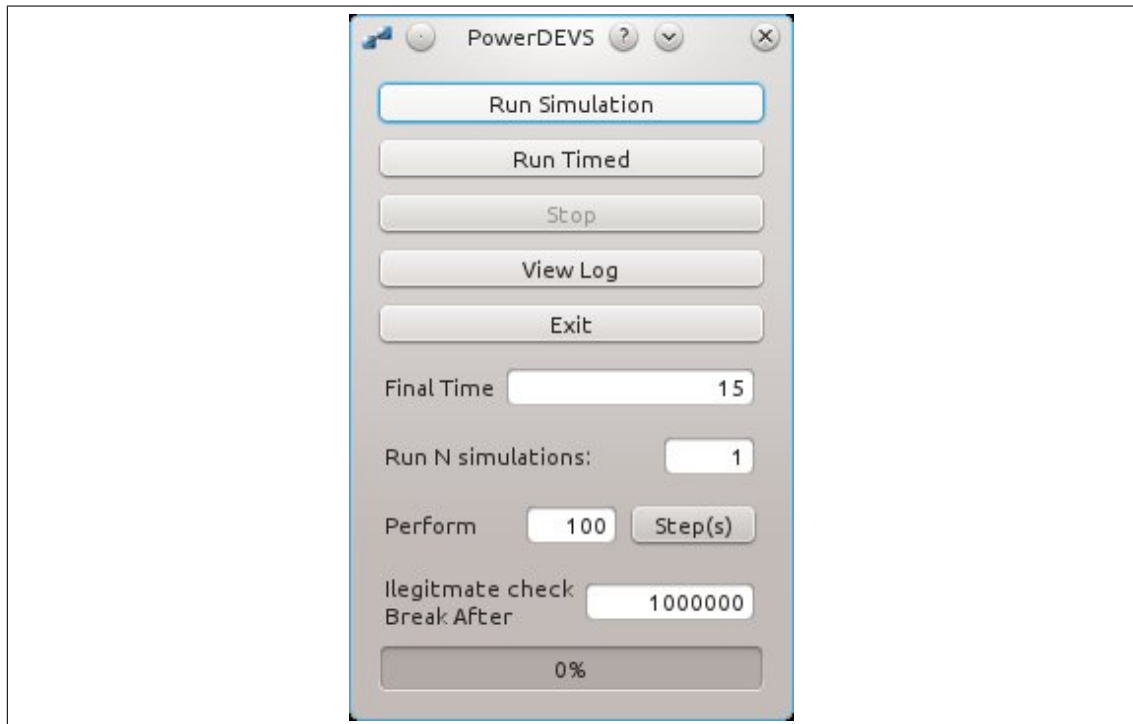 PowerDEVS ?
Run Simulation
Run Timed
Stop
View Log
Exit
Final Time 15
Run N simulations: 1
Perform 100 Step(s)
Ilegitmate check
Break After 1000000
0%